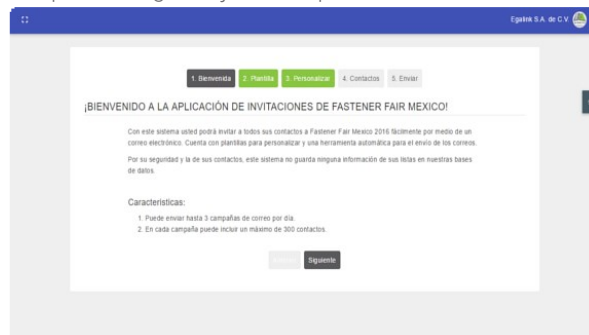 Egalink S.A. de C.V.
1. Bienvenida 2. Plantilla 3. Personalizar 4. Contactos 5. Enviar
¡BIENVENIDO A LA APLICACIÓN DE INVITACIONES DE FASTENER FAIR MEXICO!
Con este sistema usted podrá invitar a todos sus contactos a Fastener Fair Mexico 2016 fácilmente por medio de un
correo electrónico. Cuenta con plantillas para personalizar y una herramienta automática para el envío de los correos.
Por su seguridad y la de sus contactos, este sistema no guarda ninguna información de sus listas en nuestras bases
de datos.
Características:
1. Puede enviar hasta 3 campañas de correo por día.
2. En cada campaña puede incluir un máximo de 300 contactos.
Siguiente